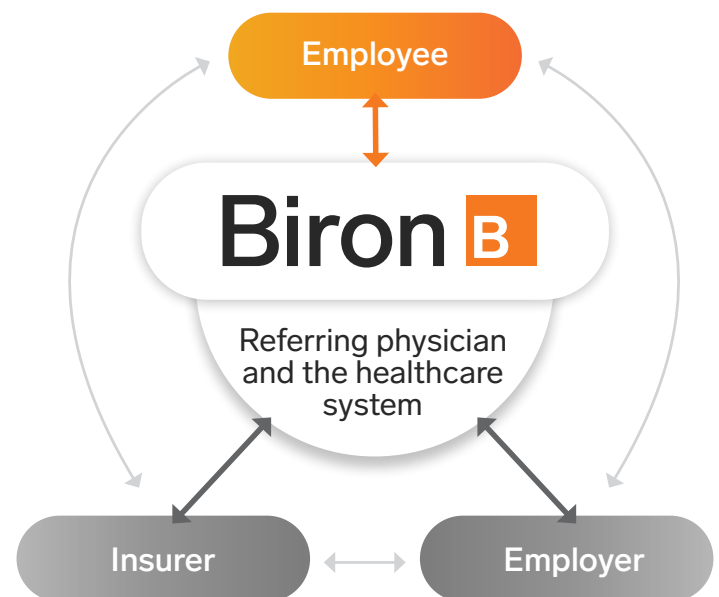 Employee
Biron B
Referring physician
and the healthcare
system
Insurer
Employer